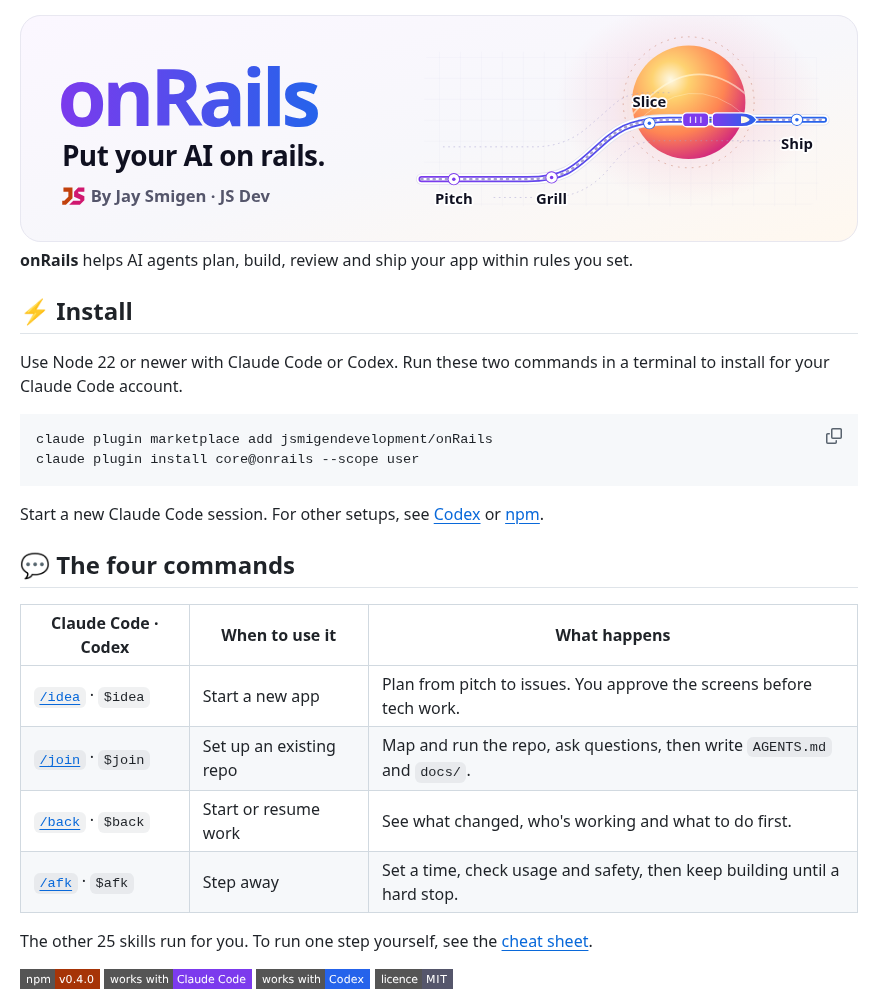 onRails
Put your AI on rails.
JS By Jay Smigen · JS Dev
Slice
Ship
Pitch
Grill
onRails helps AI agents plan, build, review and ship your app within rules you set.
⚡ Install
Use Node 22 or newer with Claude Code or Codex. Run these two commands in a terminal to install for your
Claude Code account.
claude plugin marketplace add jsmigendevelopment/onRails
claude plugin install core@onrails --scope user
Start a new Claude Code session. For other setups, see Codex or npm.
💬 The four commands
Claude Code ·
Codex
When to use it
What happens
/idea · $idea
Start a new app
Plan from pitch to issues. You approve the screens before
tech work.
/join · $join
Set up an existing
repo
Map and run the repo, ask questions, then write AGENTS.md
and docs/.
/back · $back
Start or resume
work
See what changed, who's working and what to do first.
/afk · $afk
Step away
Set a time, check usage and safety, then keep building until a
hard stop.
The other 25 skills run for you. To run one step yourself, see the cheat sheet.
npm v0.4.0 works with Claude Code works with Codex licence MIT